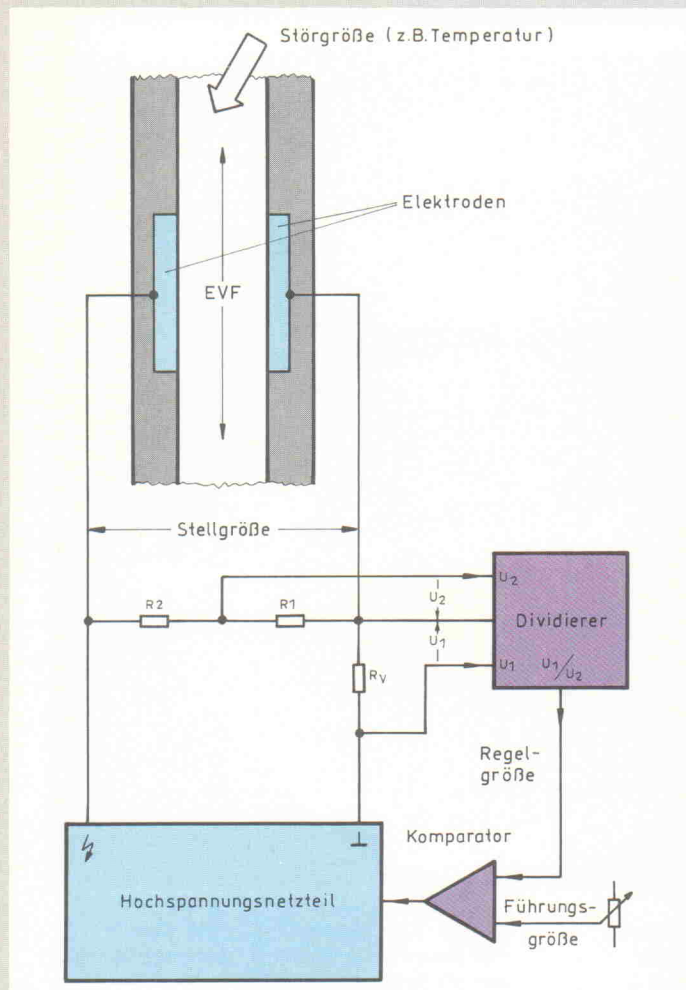 Störgröße (z.B. Temperatur)
Elektroden
EVF
Stellgröße
R2
R1
U2
U1
RV
U2
Dividierer
U1
U1/U2
Regel-
größe
Komparator
Hochspannungsnetzteil
Führungs-
größe